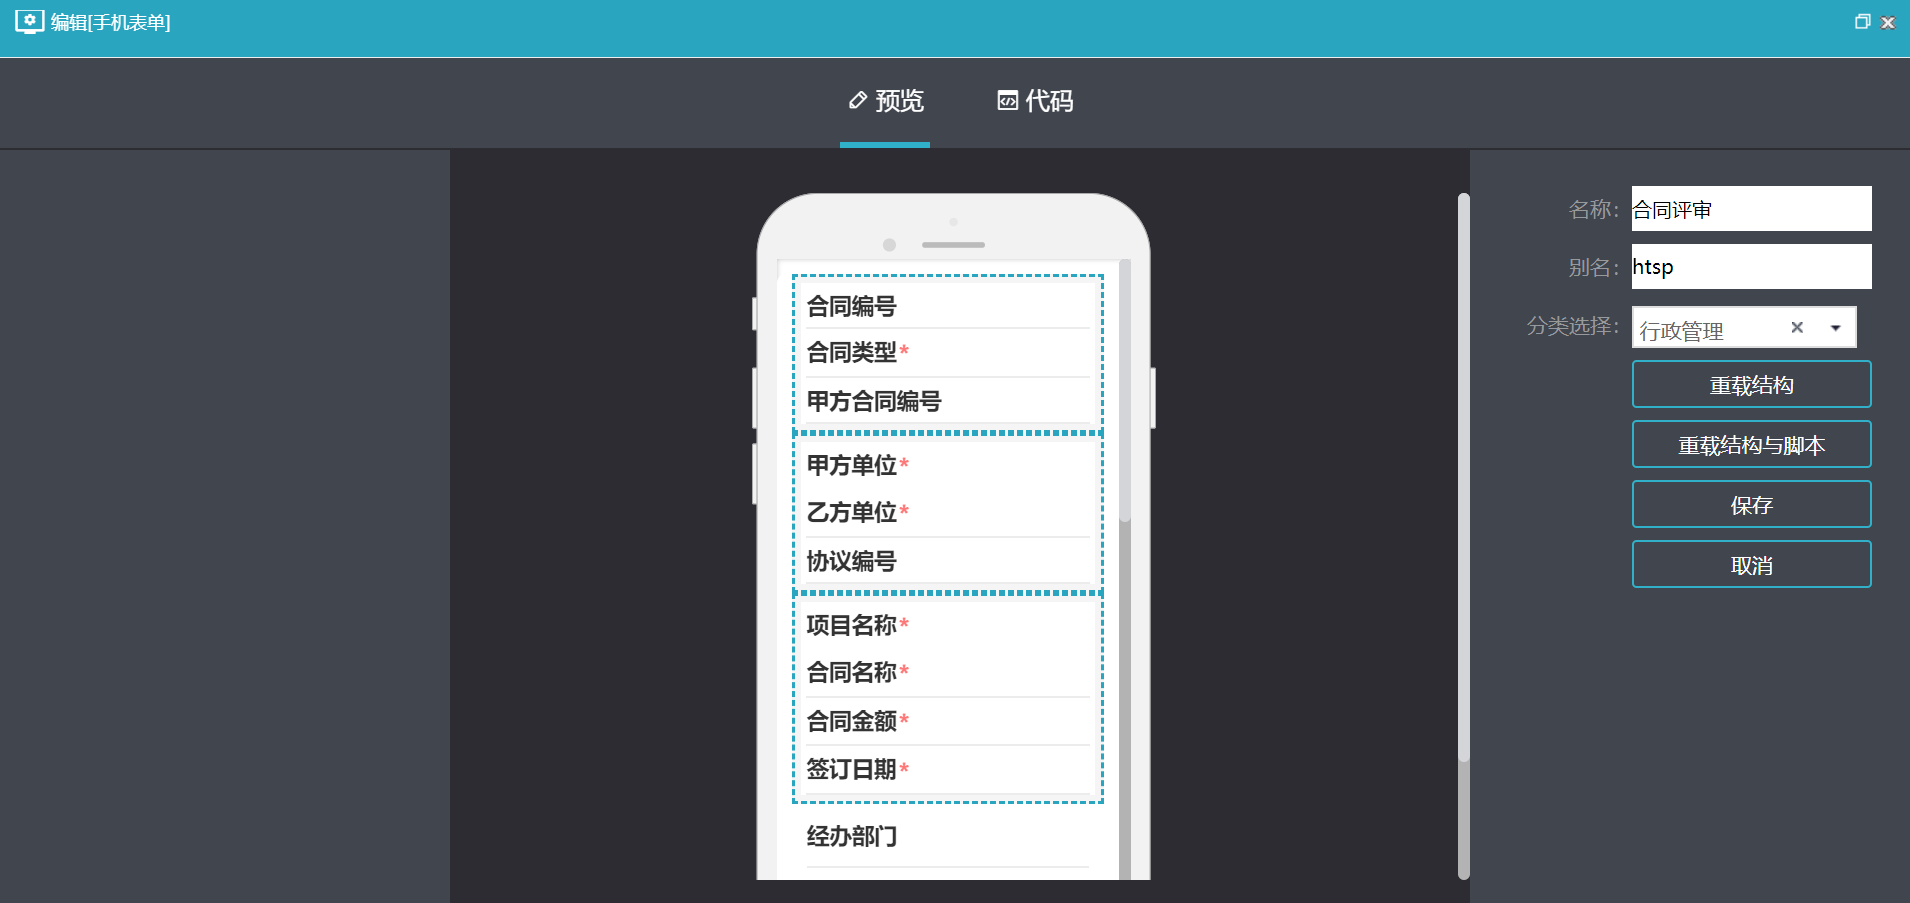 编辑[手机表单]
预览
代码
合同编号
合同类型*
甲方合同编号
甲方单位*
乙方单位*
协议编号
项目名称*
合同名称*
合同金额*
签订日期*
经办部门
名称：合同评审
别名：htsp
分类选择：行政管理
重载结构
重载结构与脚本
保存
取消